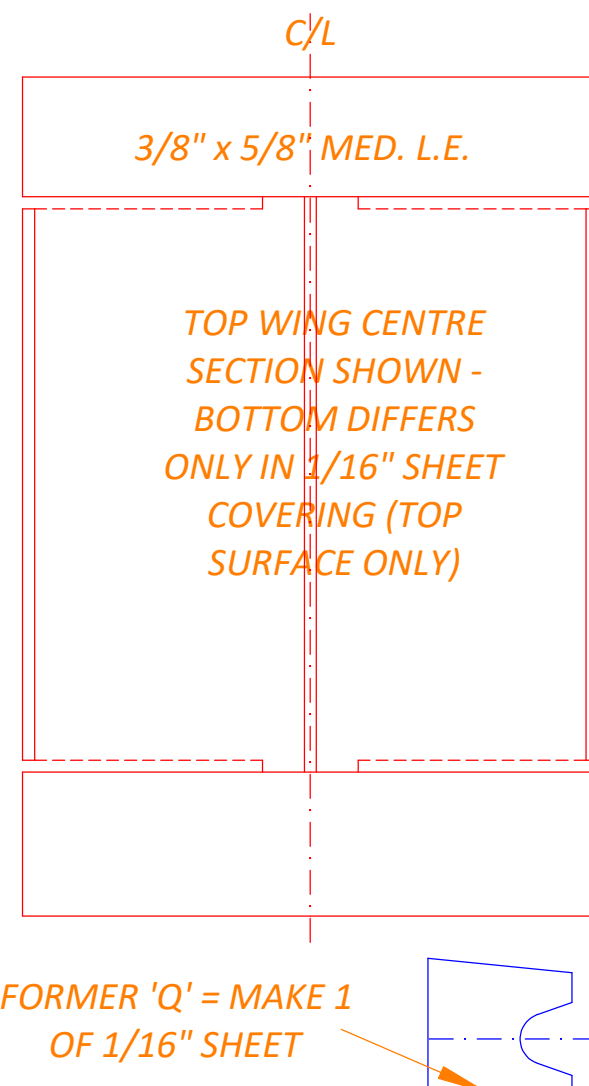 C/L
3/8" x 5/8" MED. L.E.
TOP WING CENTRE
SECTION SHOWN -
BOTTOM DIFFERS
ONLY IN 1/16" SHEET
COVERING (TOP
SURFACE ONLY)
FORMER 'Q' = MAKE 1
OF 1/16" SHEET